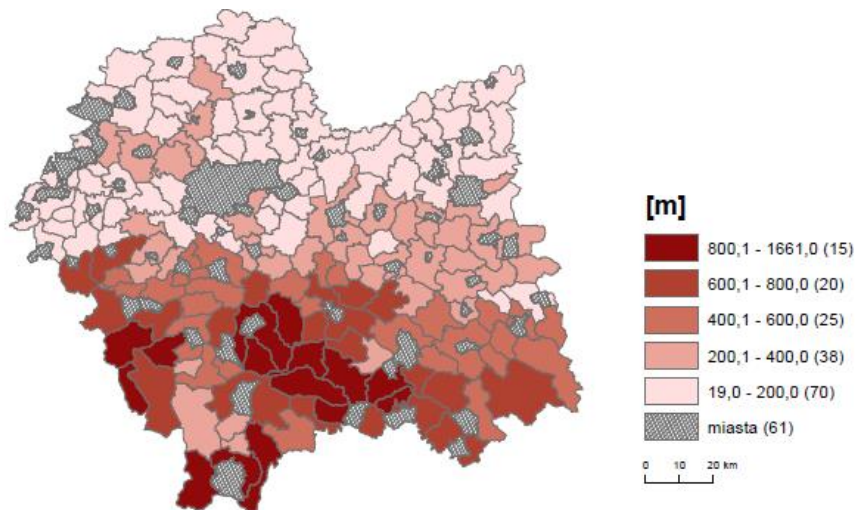 [m]
800,1 - 1661,0 (15)
600,1 - 800,0 (20)
400,1 - 600,0 (25)
200,1 - 400,0 (38)
19,0 - 200,0 (70)
miasta (61)
0 10 20 km